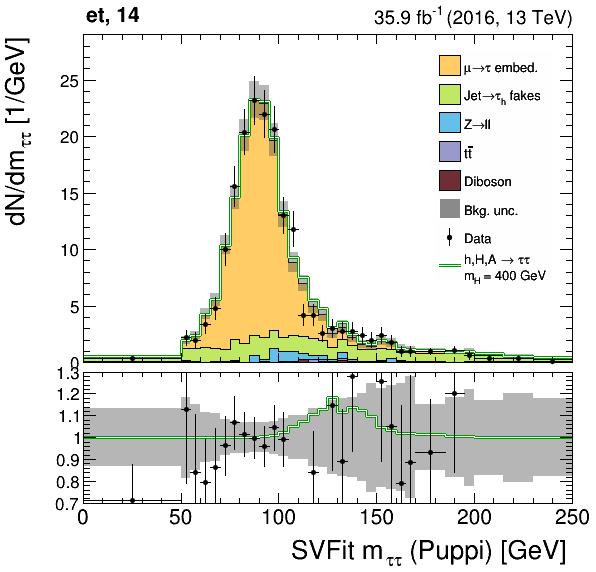 et, 14
35.9 fb⁻¹ (2016, 13 TeV)
dN/dm_ττ [1/GeV]
25
20
15
10
5
0
μ→τ embed.
Jet→τ_h fakes
Z→ll
tt̄
Diboson
Bkg. unc.
Data
h,H,A → ττ
m_H = 400 GeV
1.3
1.2
1.1
1
0.9
0.8
0.7
0 50 100 150 200 250
SVFit m_ττ (Puppi) [GeV]